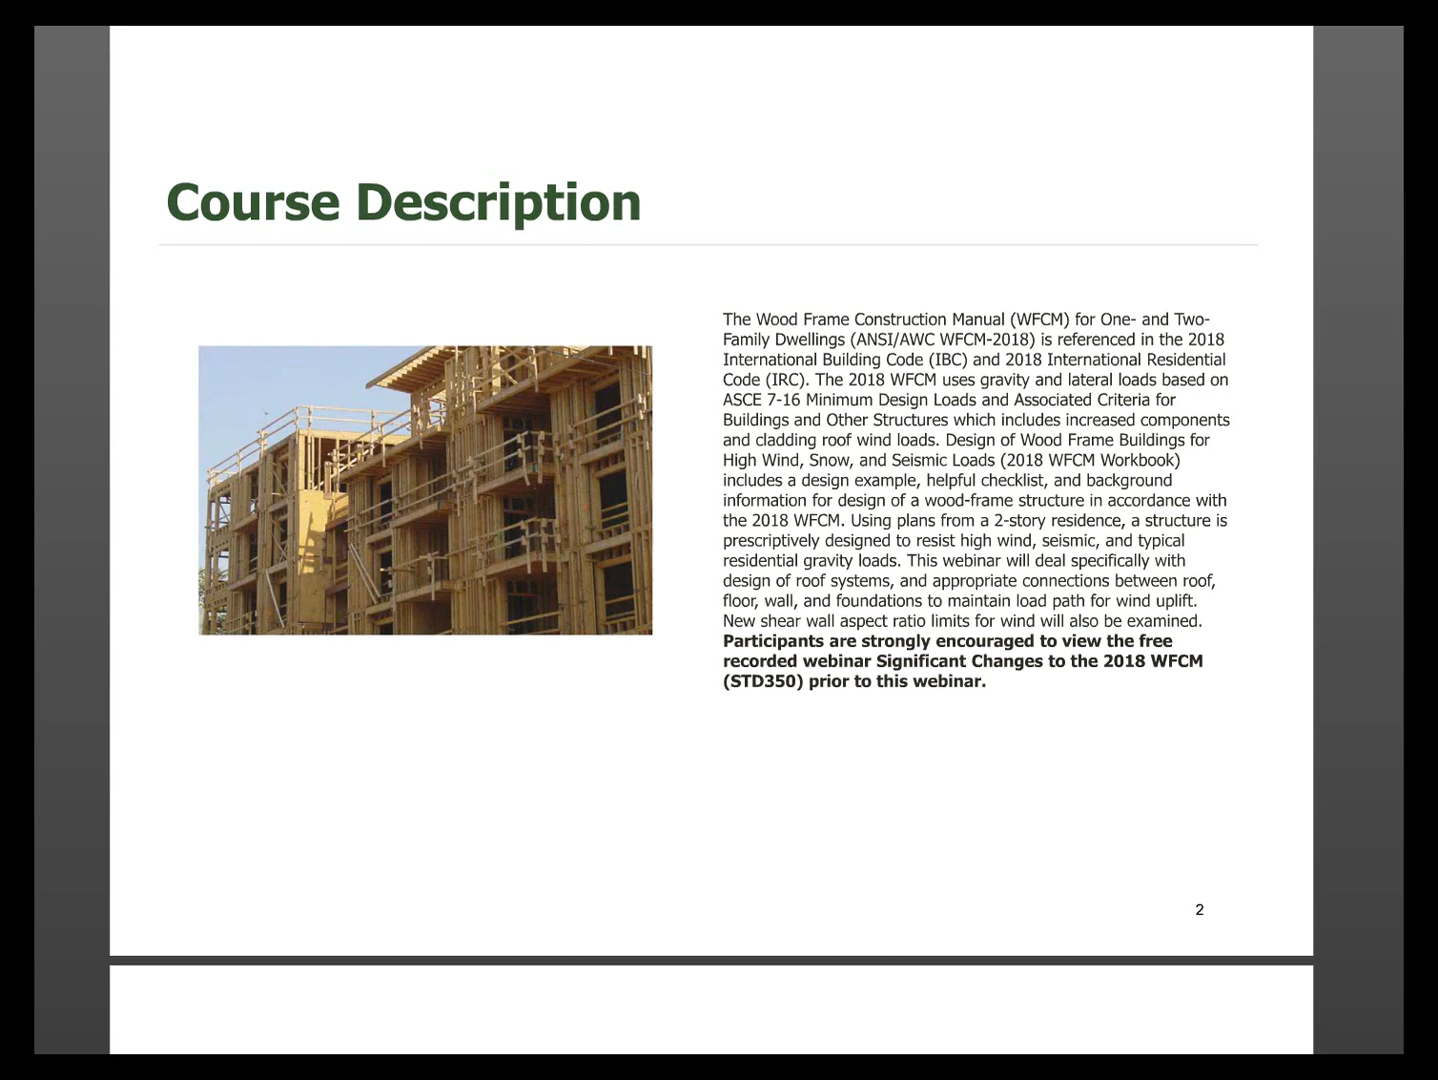 Course Description
The Wood Frame Construction Manual (WFCM) for One- and Two-
Family Dwellings (ANSI/AWC WFCM-2018) is referenced in the 2018
International Building Code (IBC) and 2018 International Residential
Code (IRC). The 2018 WFCM uses gravity and lateral loads based on
ASCE 7-16 Minimum Design Loads and Associated Criteria for
Buildings and Other Structures which includes increased components
and cladding roof wind loads. Design of Wood Frame Buildings for
High Wind, Snow, and Seismic Loads (2018 WFCM Workbook)
includes a design example, helpful checklist, and background
information for design of a wood-frame structure in accordance with
the 2018 WFCM. Using plans from a 2-story residence, a structure is
prescriptively designed to resist high wind, seismic, and typical
residential gravity loads. This webinar will deal specifically with
design of roof systems, and appropriate connections between roof,
floor, wall, and foundations to maintain load path for wind uplift.
New shear wall aspect ratio limits for wind will also be examined.
Participants are strongly encouraged to view the free
recorded webinar Significant Changes to the 2018 WFCM
(STD350) prior to this webinar.
2